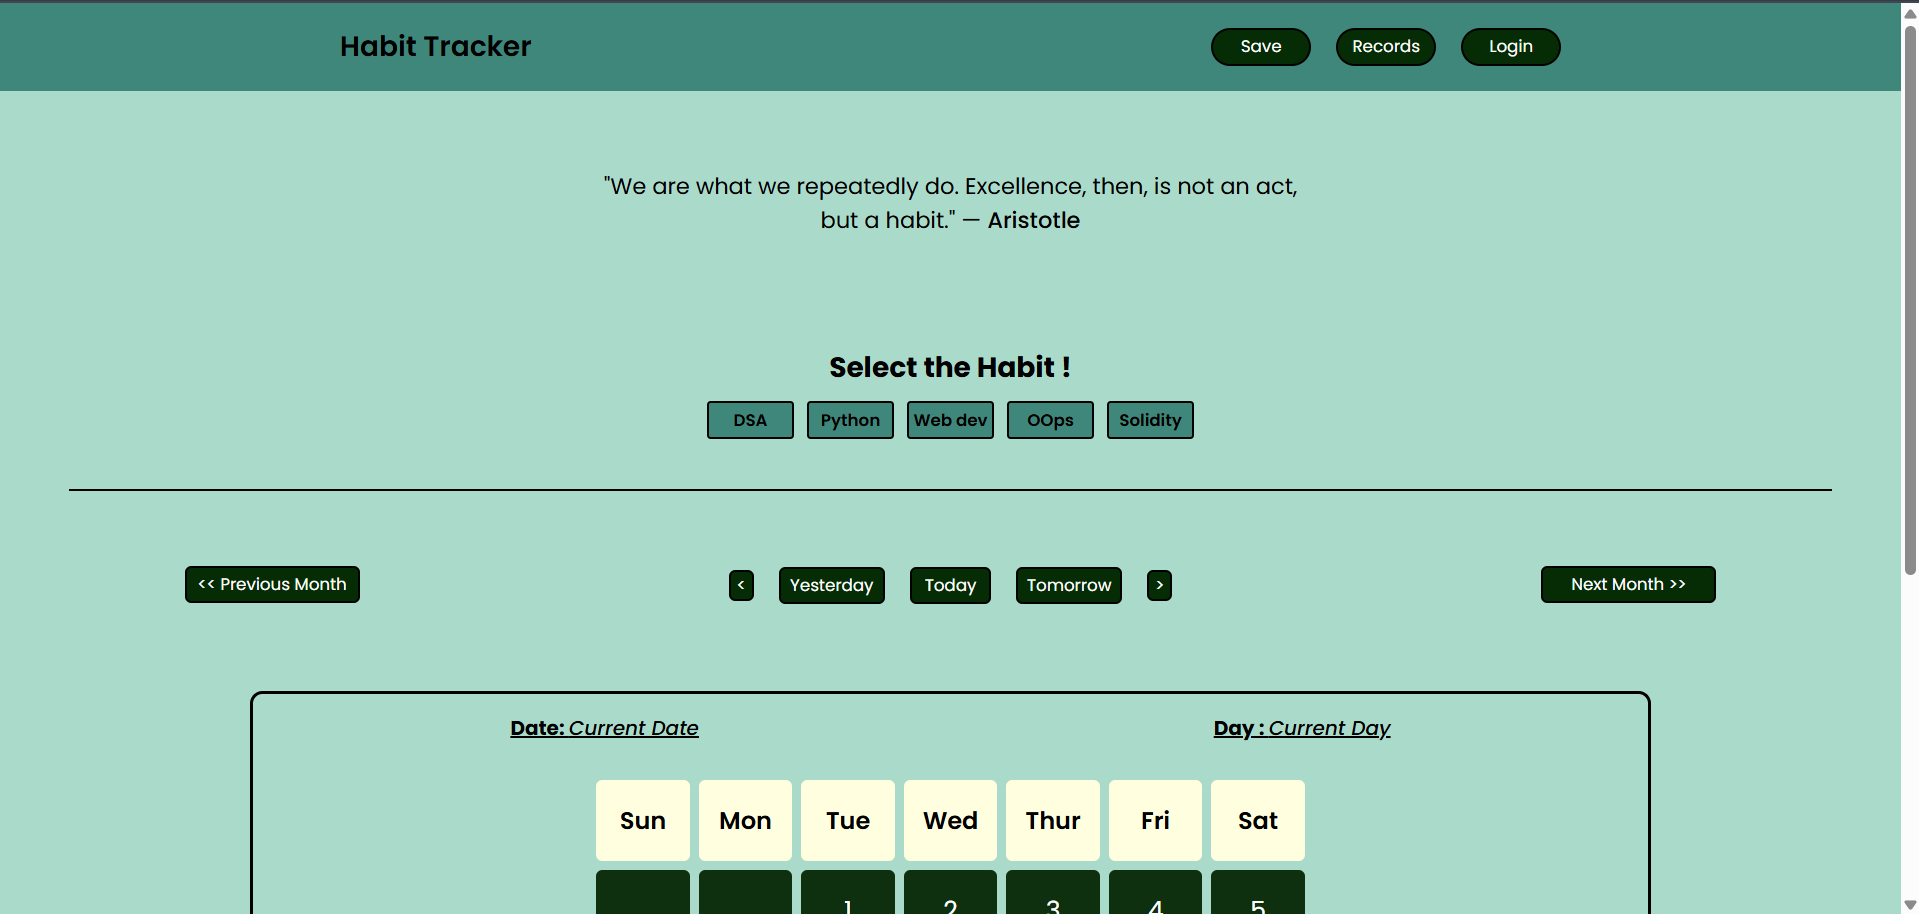 Habit Tracker
Save
Records
Login
"We are what we repeatedly do. Excellence, then, is not an act,
but a habit." — Aristotle
Select the Habit !
DSA
Python
Web dev
OOps
Solidity
<< Previous Month
<
Yesterday
Today
Tomorrow
>
Next Month >>
Date: Current Date
Day : Current Day
Sun Mon Tue Wed Thur Fri Sat
1 2 3 4 5